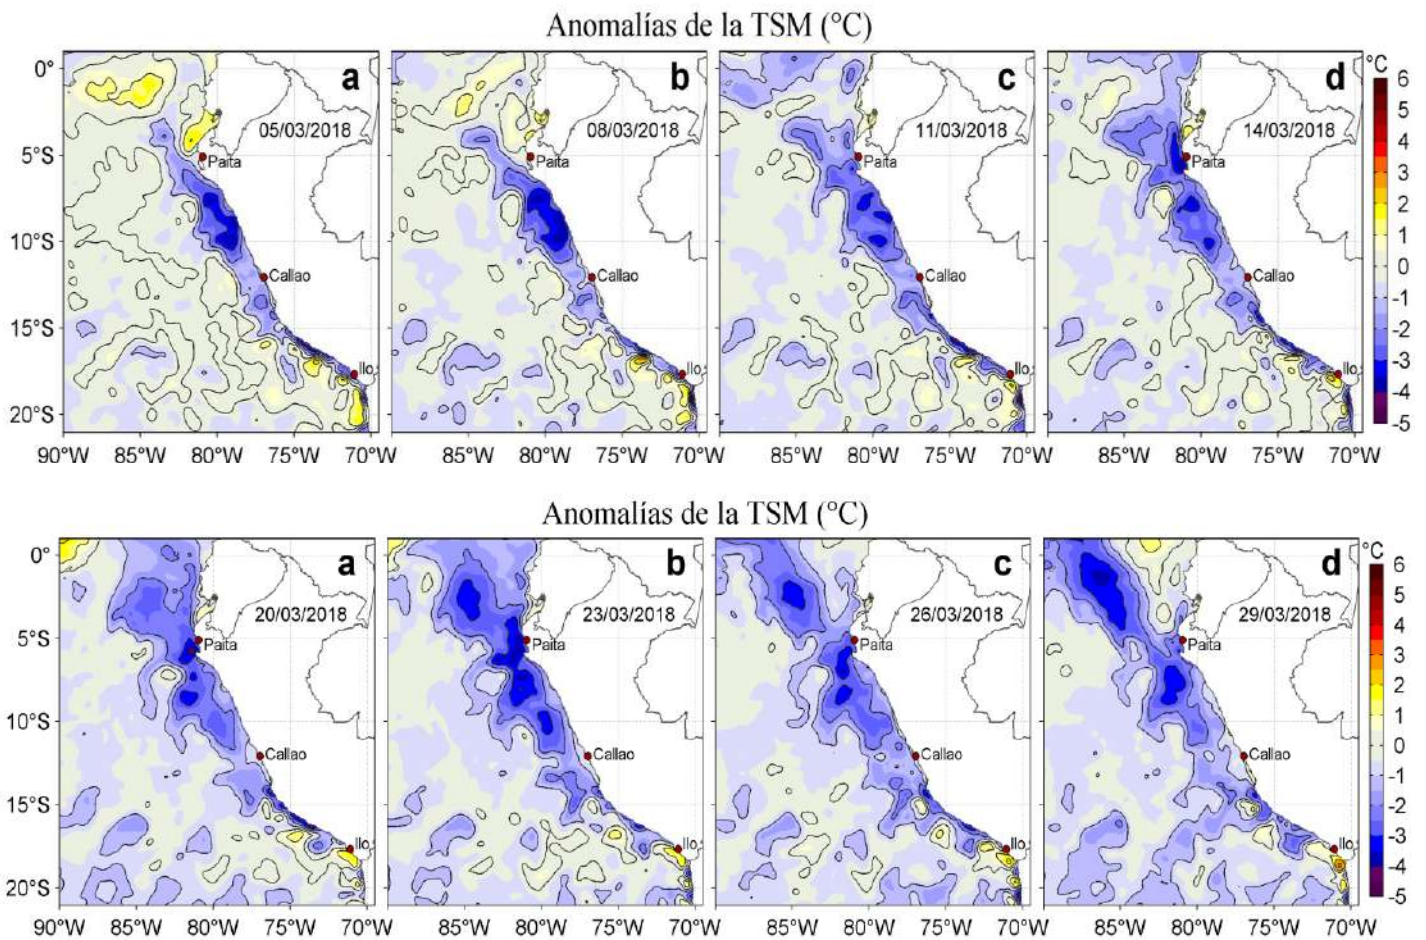 Anomalías de la TSM (°C)
a b c d
05/03/2018 08/03/2018 11/03/2018 14/03/2018
0°
5°S
10°S
15°S
20°S
Paita Paita Paita Paita
Callao Callao Callao Callao
Ilo Ilo Ilo Ilo
90°W 85°W 80°W 75°W 70°W 85°W 80°W 75°W 70°W 85°W 80°W 75°W 70°W 85°W 80°W 75°W 70°W
°C
6
5
4
3
2
1
0
-1
-2
-3
-4
-5
Anomalías de la TSM (°C)
a b c d
20/03/2018 23/03/2018 26/03/2018 29/03/2018
0°
5°S
10°S
15°S
20°S
Paita Paita Paita Paita
Callao Callao Callao Callao
Ilo Ilo Ilo Ilo
90°W 85°W 80°W 75°W 70°W 85°W 80°W 75°W 70°W 85°W 80°W 75°W 70°W 85°W 80°W 75°W 70°W
°C
6
5
4
3
2
1
0
-1
-2
-3
-4
-5